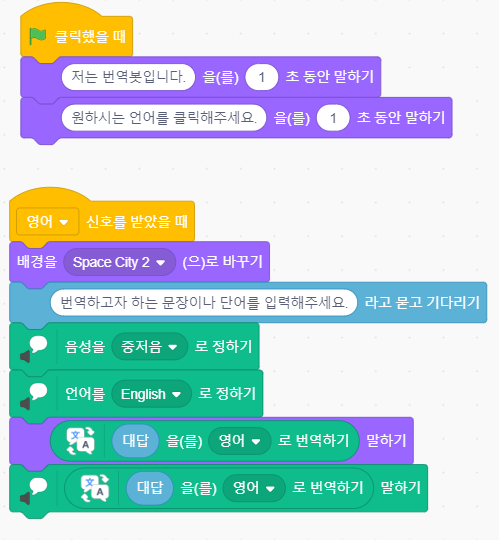 클릭했을 때
저는 번역봇입니다. 을(를) 1 초 동안 말하기
원하시는 언어를 클릭해주세요. 을(를) 1 초 동안 말하기
영어 신호를 받았을 때
배경을 Space City 2 (으)로 바꾸기
번역하고자 하는 문장이나 단어를 입력해주세요. 라고 묻고 기다리기
음성을 중저음 로 정하기
언어를 English 로 정하기
대답 을(를) 영어 로 번역하기 말하기
대답 을(를) 영어 로 번역하기 말하기